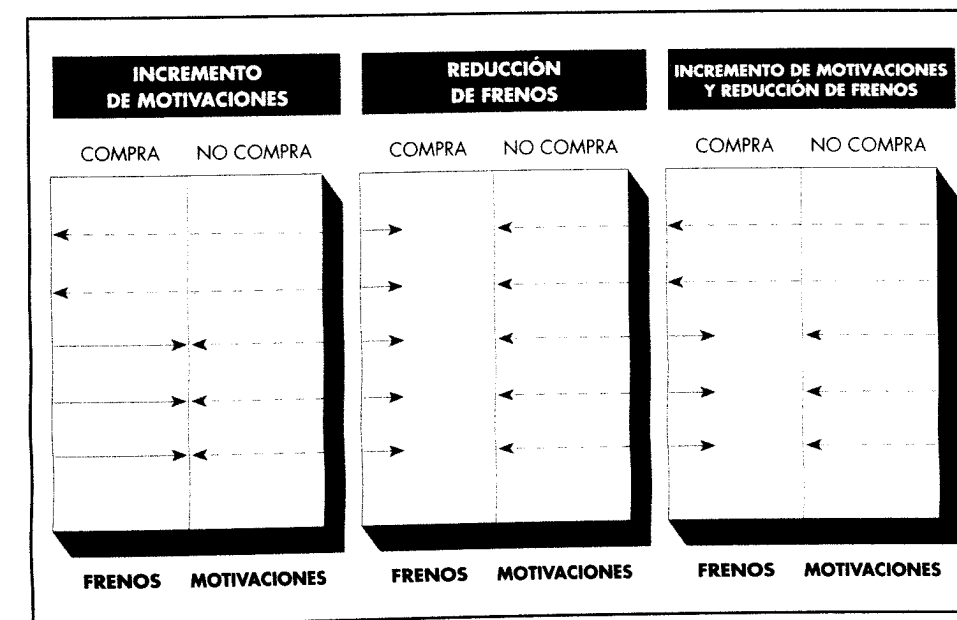 INCREMENTO
DE MOTIVACIONES
REDUCCIÓN
DE FRENOS
INCREMENTO DE MOTIVACIONES
Y REDUCCIÓN DE FRENOS
COMPRA NO COMPRA
COMPRA NO COMPRA
COMPRA NO COMPRA
FRENOS MOTIVACIONES
FRENOS MOTIVACIONES
FRENOS MOTIVACIONES